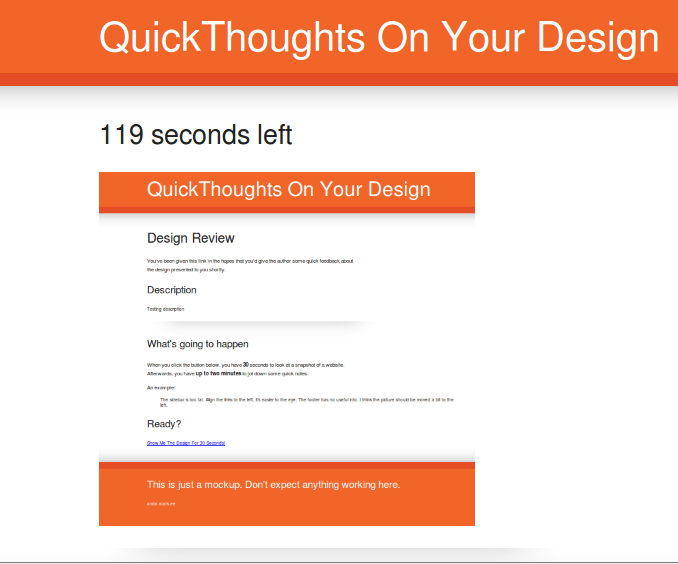 QuickThoughts On Your Design
119 seconds left
QuickThoughts On Your Design
Design Review
You've been given this link in the hopes that you'd give the author some quick feedback about
the design presented to you shortly.
Description
Testing description
What's going to happen
When you click the button below, you have 30 seconds to look at a snapshot of a website.
Afterwards, you have up to two minutes to jot down some quick notes.
An example:
The sidebar is too fat. Align the links to the left. It's easier to the eye. The footer has no useful info. I think the picture should be moved a bit to the
left.
Ready?
Show Me The Design For 30 Seconds!
This is just a mockup. Don't expect anything working here.